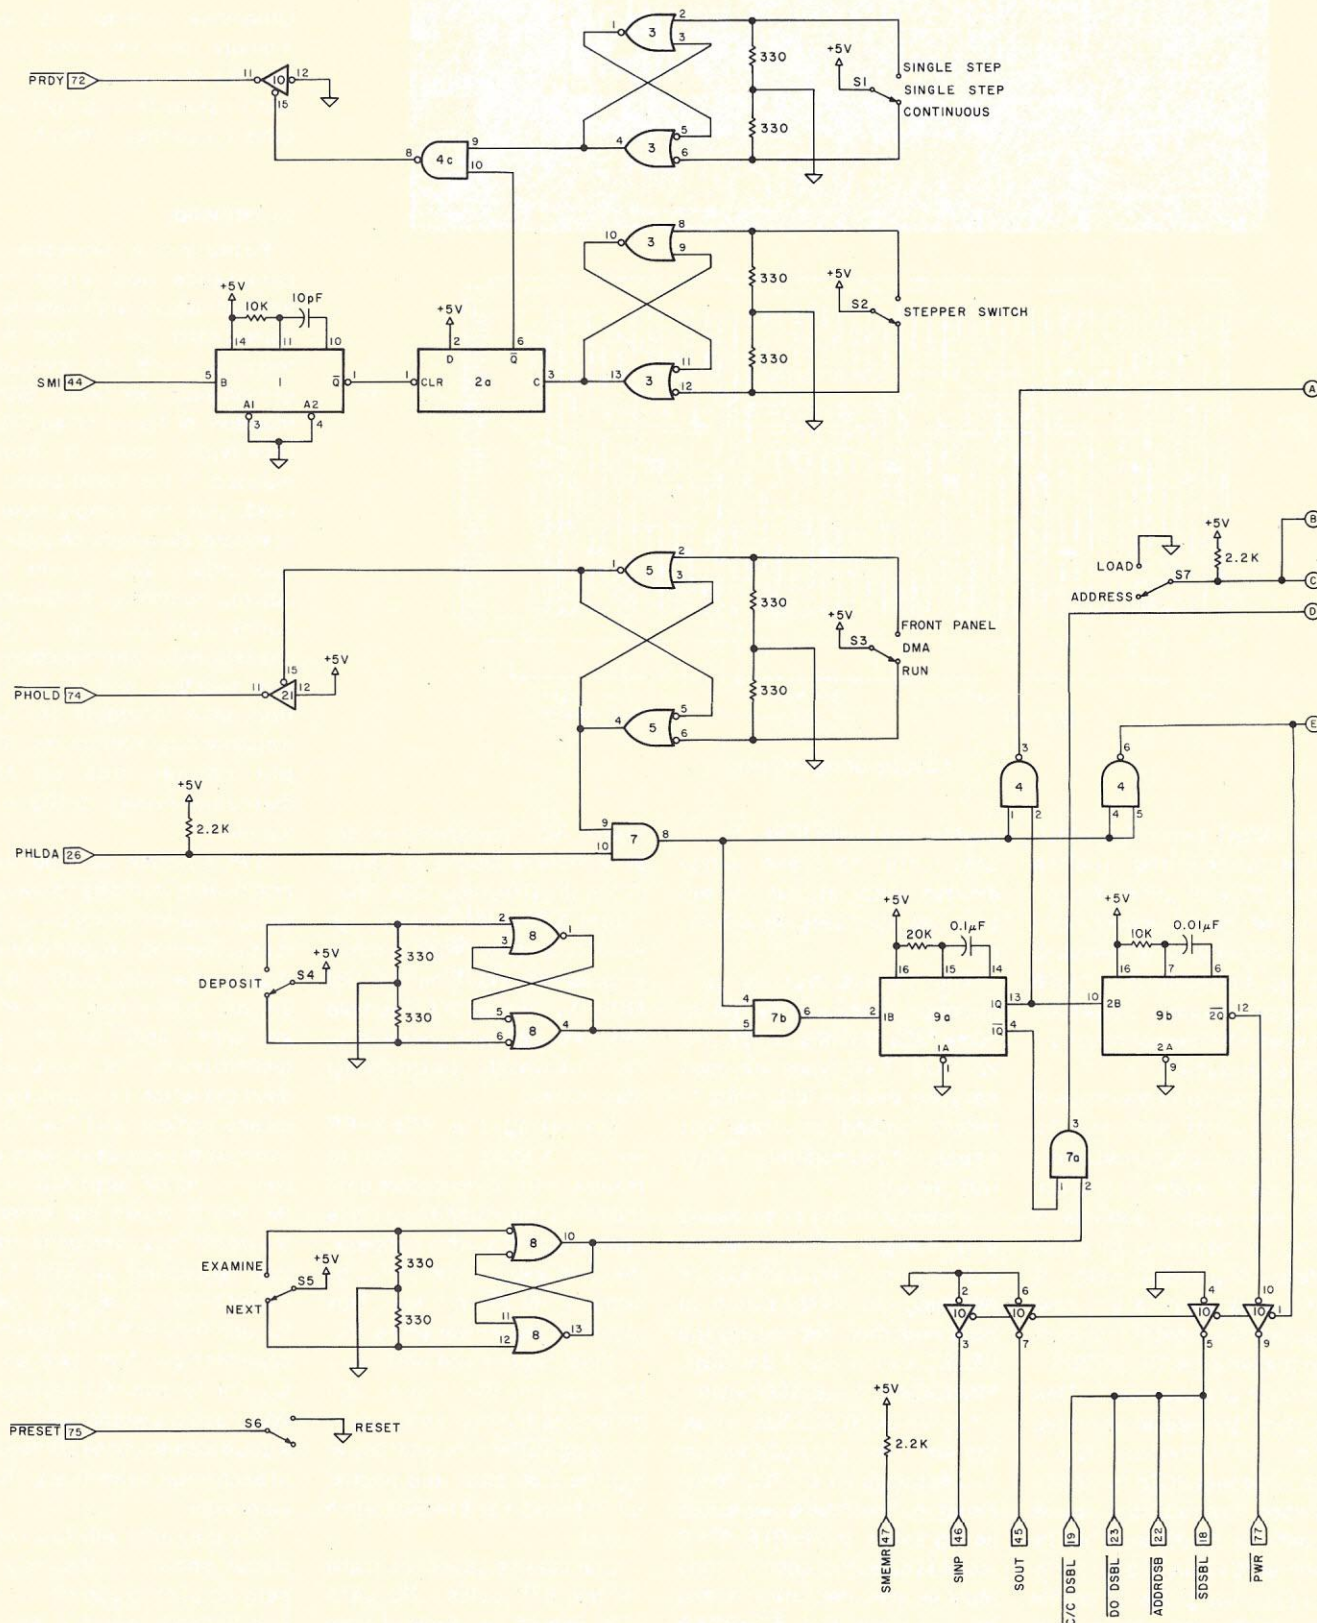 1
3
2
3
330
+5V
S1
SINGLE STEP
SINGLE STEP
CONTINUOUS
PRDY 72
11
10
12
15
8
4c
9
10
4
3
5
6
330
10
3
8
9
330
+5V
S2
STEPPER SWITCH
+5V
10K
10pF
14
11
10
SMI 44
5
B
1
Q
1
A1
A2
3
4
+5V
2
6
D
Q
1
CLR
2a
C
3
13
3
11
12
330
A
B
+5V
2.2K
LOAD
S7
ADDRESS
C
D
1
5
2
3
330
+5V
S3
FRONT PANEL
DMA
RUN
PHOLD 74
11
21
15
12
+5V
4
5
5
6
330
E
3
4
1
2
6
4
4
5
+5V
2.2K
PHLDA 26
9
10
7
8
DEPOSIT
S4
+5V
330
330
2
3
8
1
5
6
8
4
4
5
7b
6
+5V
20K
0.1µF
16
15
14
2
1B
9a
1Q
13
1Q
4
1A
1
+5V
10K
0.01µF
16
7
6
10
2B
9b
2Q
12
2A
9
3
7a
1
2
EXAMINE
+5V
S5
NEXT
330
330
8
10
11
12
8
13
2
10
3
6
10
7
4
10
5
10
10
1
9
PRESET 75
S6
RESET
+5V
2.2K
SMEMR 47
SINP 46
SOUT 45
C/C DSBL 19
DO DSBL 23
ADDRDSB 22
SDSBL 18
PWR 77